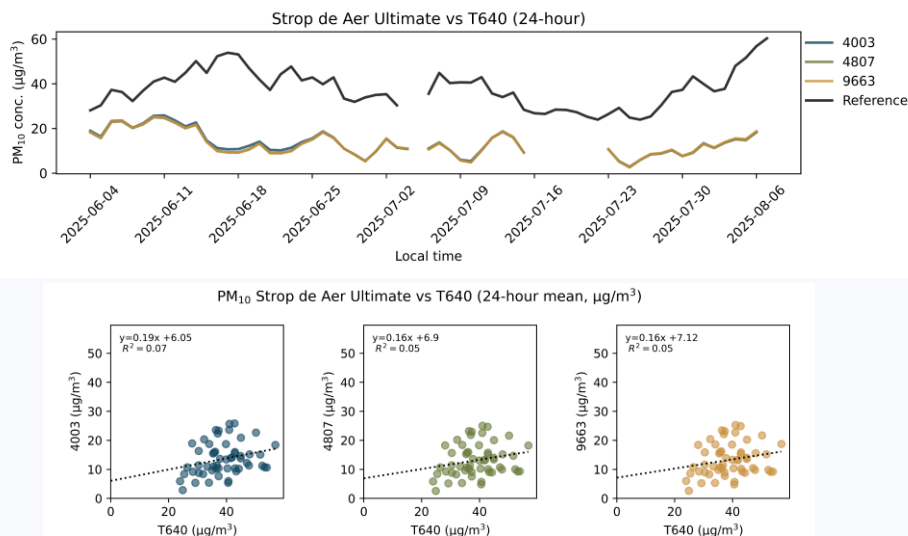 Strop de Aer Ultimate vs T640 (24-hour)
PM₁₀ conc. (µg/m³)
60
40
20
0
4003
4807
9663
Reference
2025-06-04
2025-06-11
2025-06-18
2025-06-25
2025-07-02
2025-07-09
2025-07-16
2025-07-23
2025-07-30
2025-08-06
Local time
PM₁₀ Strop de Aer Ultimate vs T640 (24-hour mean, µg/m³)
4003 (µg/m³)
50
40
30
20
10
0
y=0.19x +6.05
R² = 0.07
0 20 40
T640 (µg/m³)
4807 (µg/m³)
50
40
30
20
10
0
y=0.16x +6.9
R² = 0.05
0 20 40
T640 (µg/m³)
9663 (µg/m³)
50
40
30
20
10
0
y=0.16x +7.12
R² = 0.05
0 20 40
T640 (µg/m³)